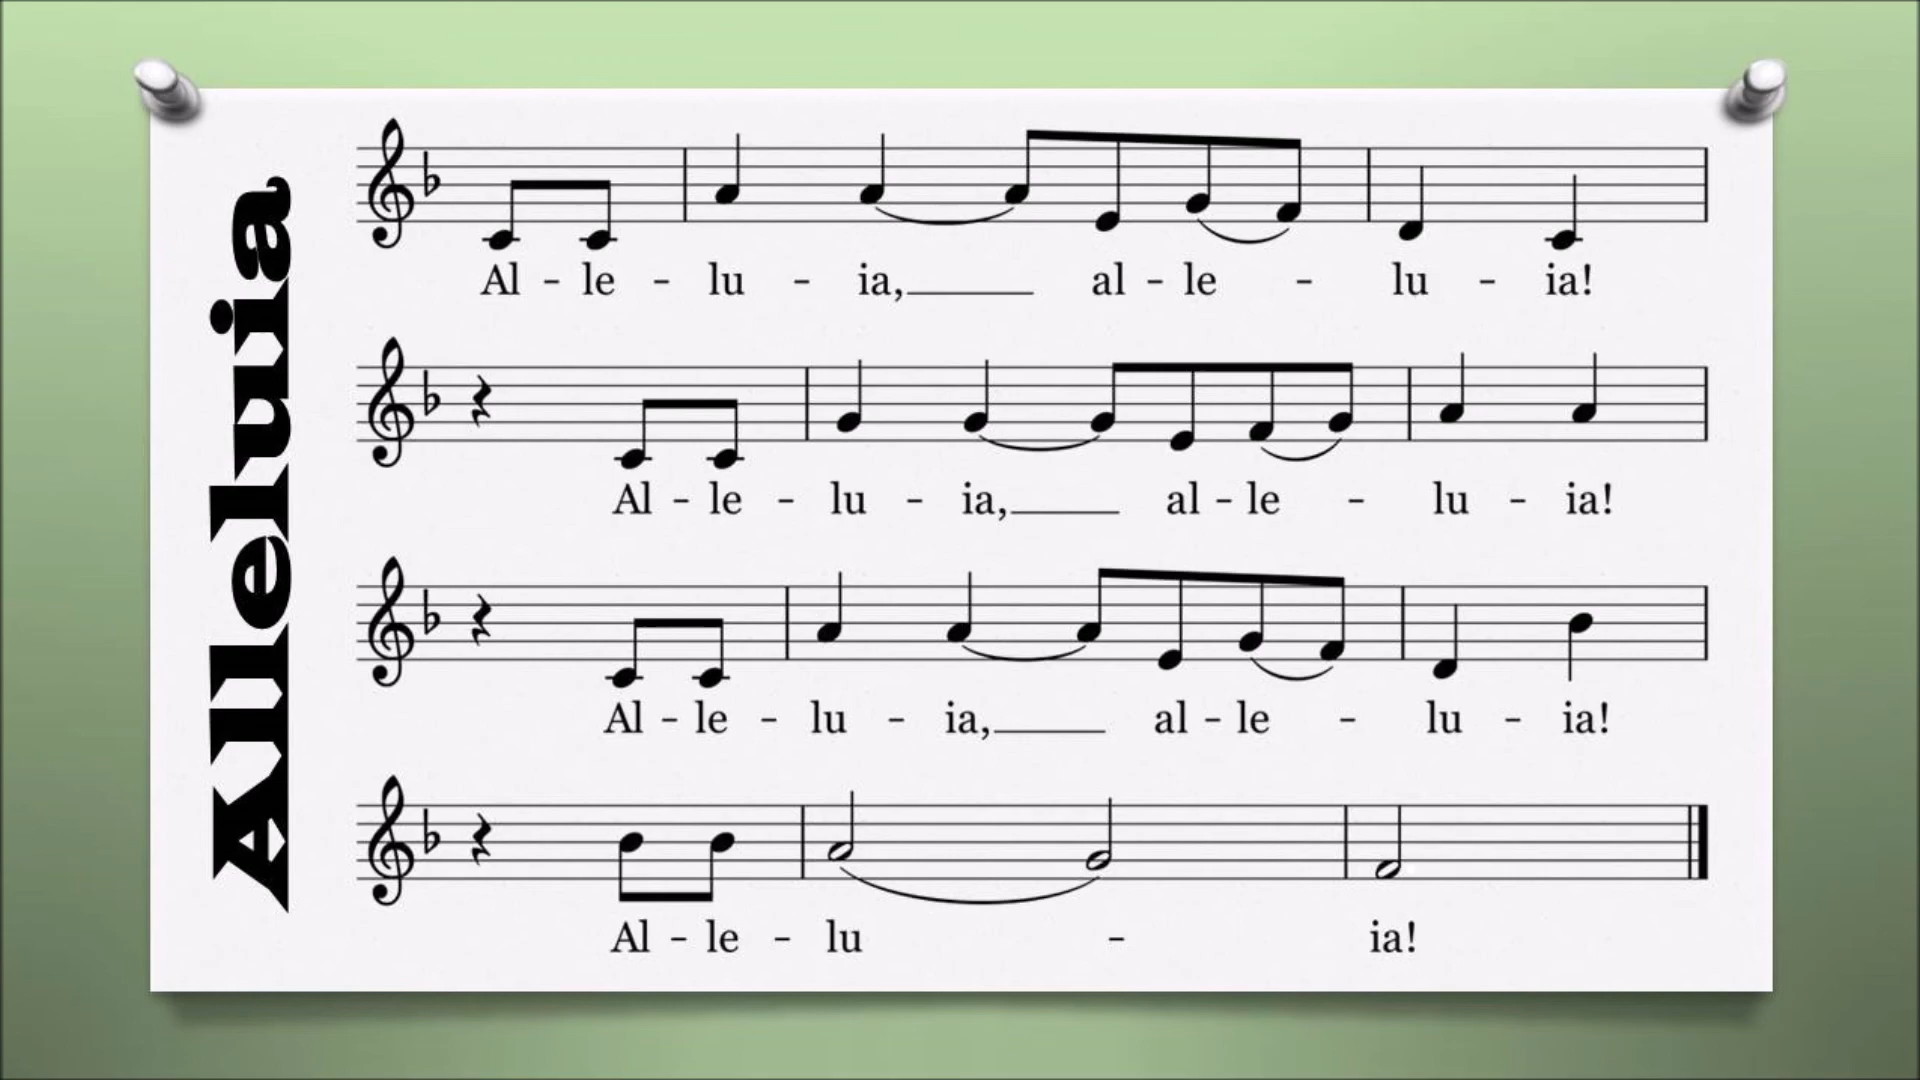 Alleluia
Al - le - lu - ia, al - le - lu - ia!
Al - le - lu - ia, al - le - lu - ia!
Al - le - lu - ia, al - le - lu - ia!
Al - le - lu - ia!